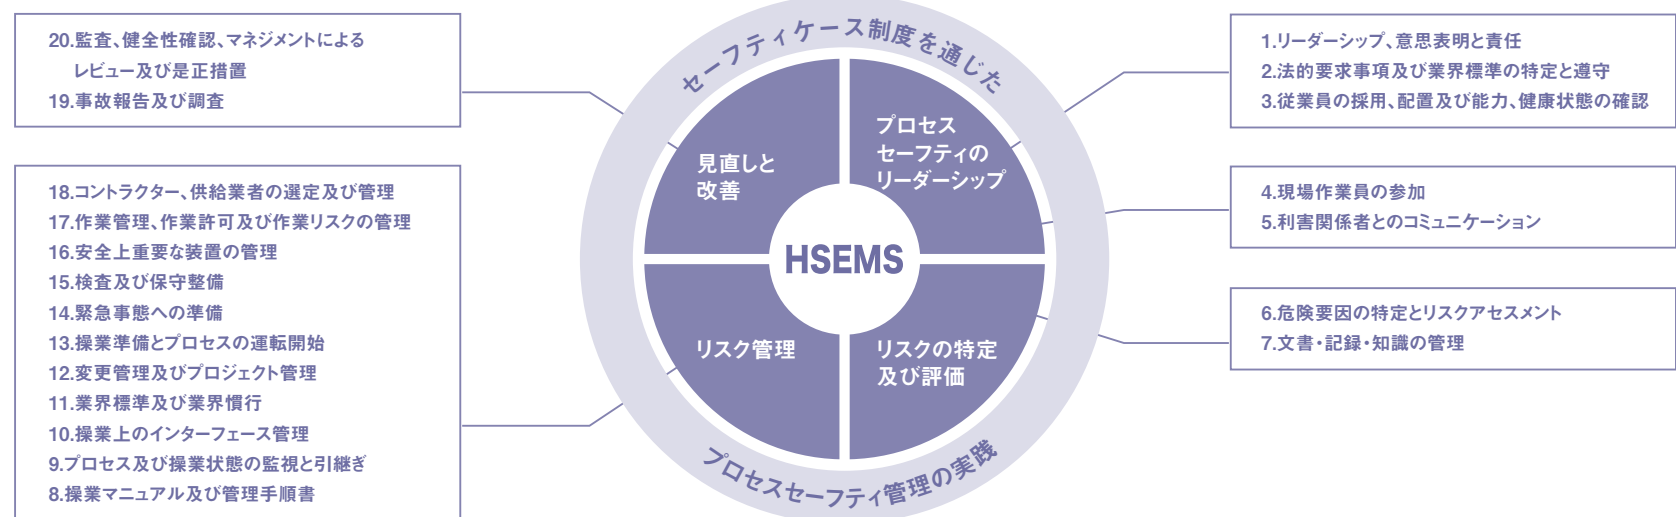 20.監査、健全性確認、マネジメントによる
レビュー及び是正措置
19.事故報告及び調査
18.コントラクター、供給業者の選定及び管理
17.作業管理、作業許可及び作業リスクの管理
16.安全上重要な装置の管理
15.検査及び保守整備
14.緊急事態への準備
13.操業準備とプロセスの運転開始
12.変更管理及びプロジェクト管理
11.業界標準及び業界慣行
10.操業上のインターフェース管理
9.プロセス及び操業状態の監視と引継ぎ
8.操業マニュアル及び管理手順書
セーフティケース制度を通じた
見直しと
改善
プロセス
セーフティの
リーダーシップ
HSEMS
リスク管理
リスクの特定
及び評価
プロセスセーフティ管理の実践
1.リーダーシップ、意思表明と責任
2.法的要求事項及び業界標準の特定と遵守
3.従業員の採用、配置及び能力、健康状態の確認
4.現場作業員の参加
5.利害関係者とのコミュニケーション
6.危険要因の特定とリスクアセスメント
7.文書・記録・知識の管理